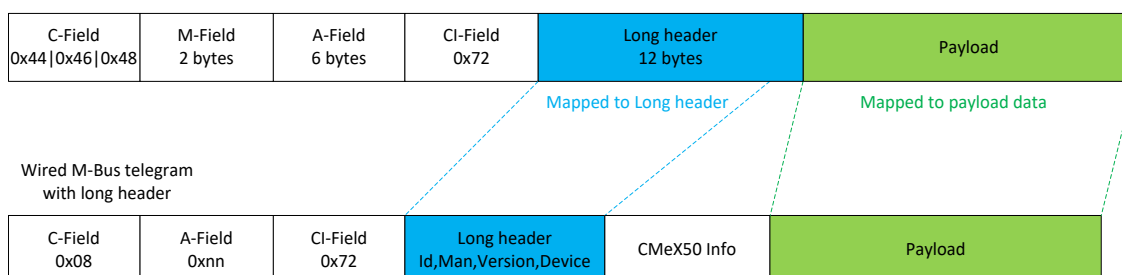 C-Field
0x44|0x46|0x48
M-Field
2 bytes
A-Field
6 bytes
CI-Field
0x72
Long header
12 bytes
Payload
Mapped to Long header
Mapped to payload data
Wired M-Bus telegram
with long header
C-Field
0x08
A-Field
0xnn
CI-Field
0x72
Long header
Id,Man,Version,Device
CMeX50 Info
Payload